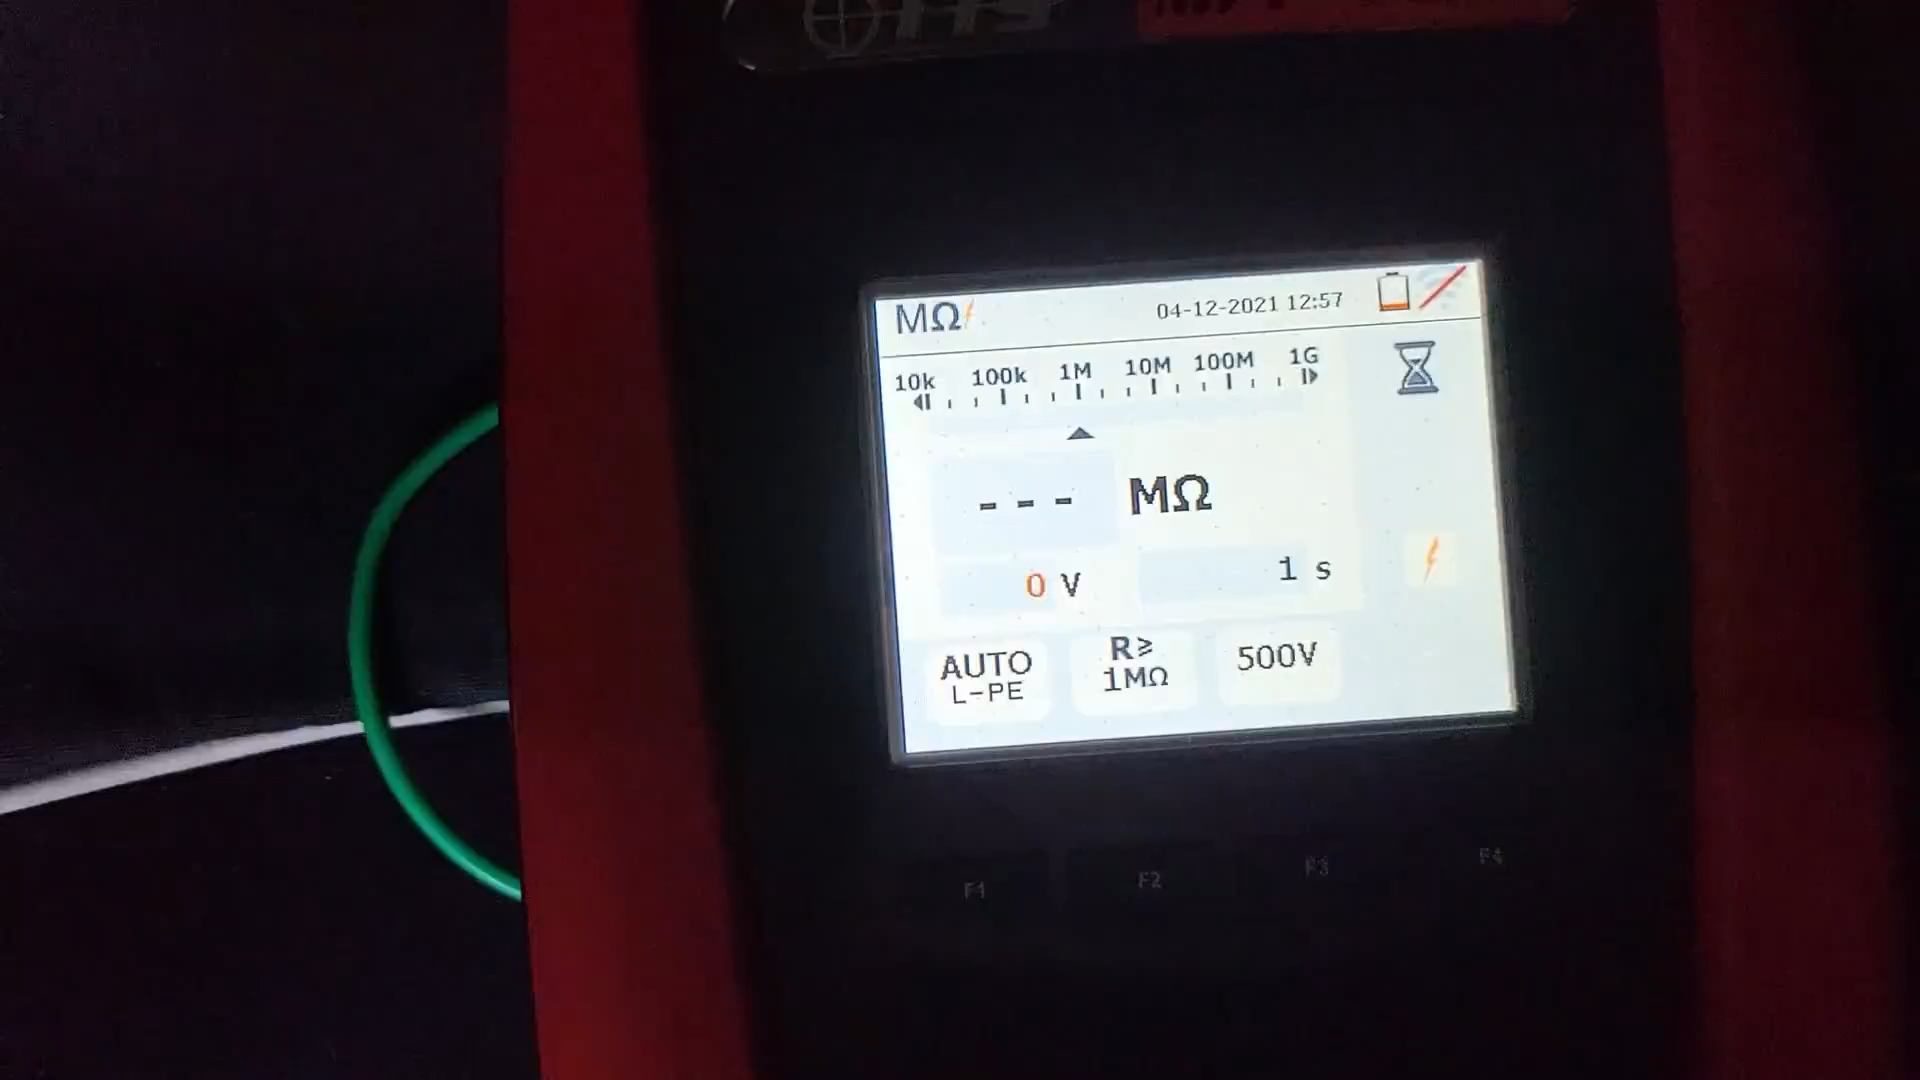 MΩ 04-12-2021 12:57
10k 100k 1M 10M 100M 1G
--- MΩ
0 V 1 s
AUTO L-PE
R≥ 1MΩ
500V
F1 F2 F3 F4